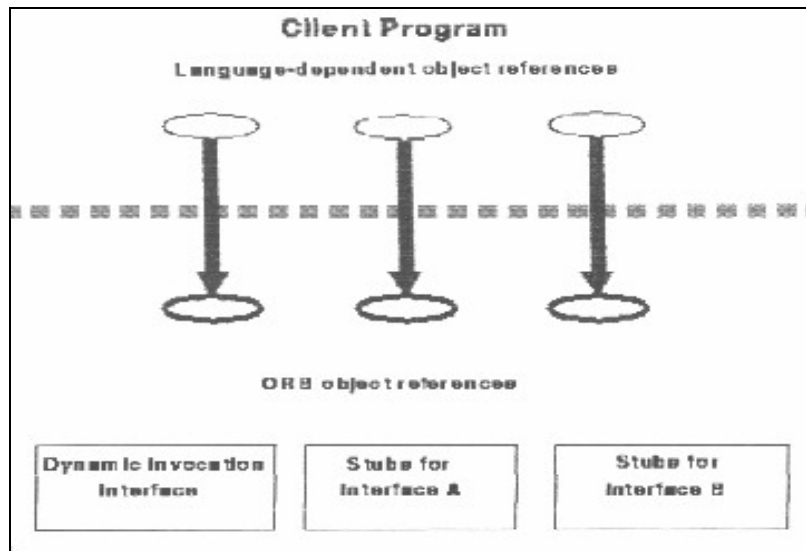 Client Program
Language-dependent object references
ORB object references
Dynamic Invocation
Interface
Stubs for
Interface A
Stubs for
Interface B